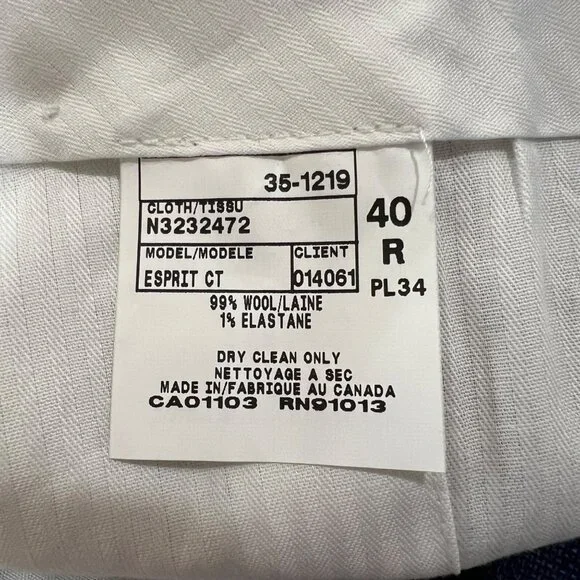 35-1219
CLOTH/TISSU
N3232472
40
R
PL34
MODEL/MODELE
ESPRIT CT
CLIENT
014061
99% WOOL/LAINE
1% ELASTANE
DRY CLEAN ONLY
NETTOYAGE A SEC
MADE IN/FABRIQUE AU CANADA
CA01103 RN91013